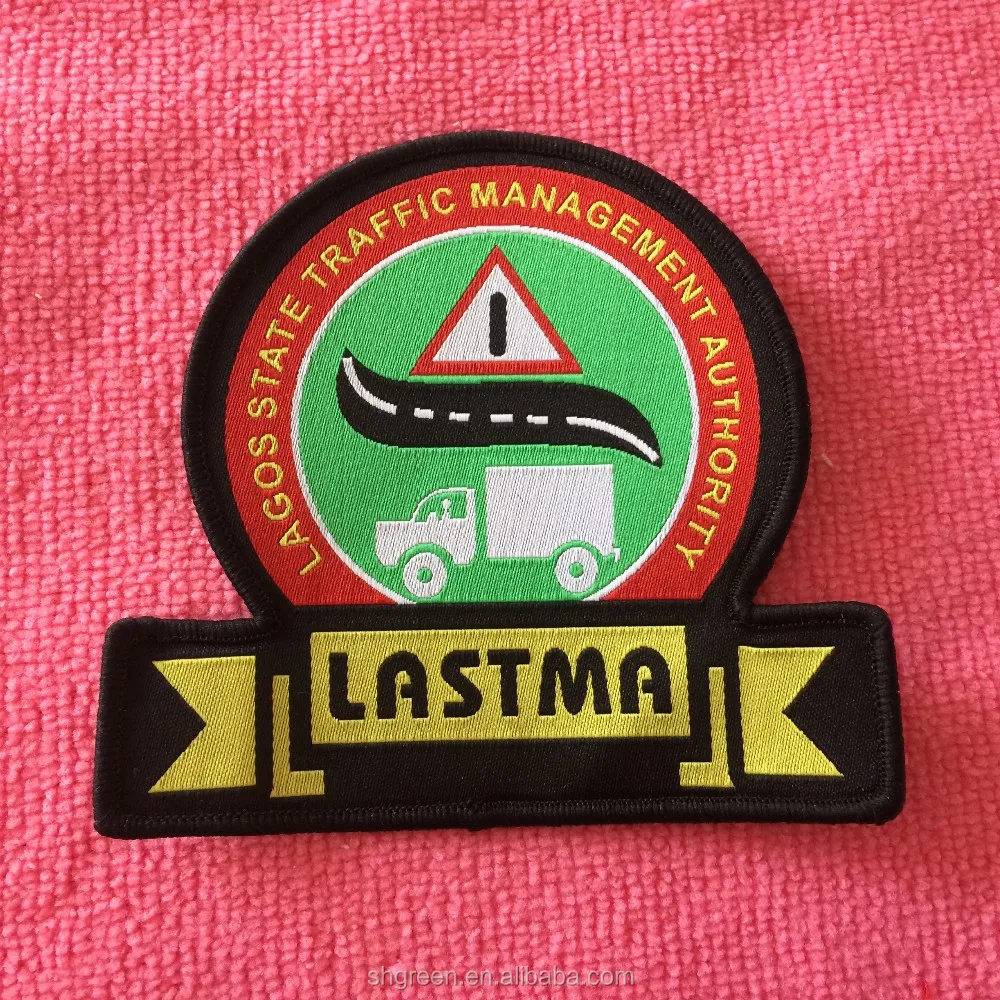 LAGOS STATE TRAFFIC MANAGEMENT AUTHORITY
LASTMA
shgreen.en.alibaba.com